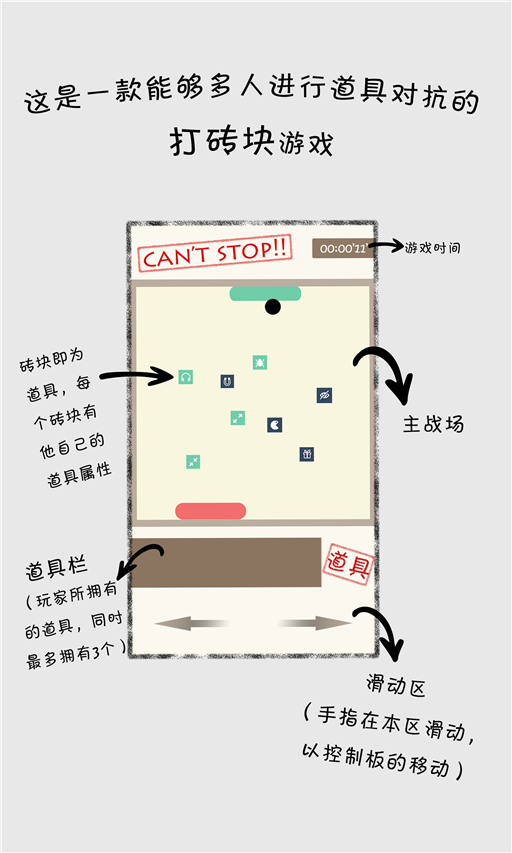 这是一款能够多人进行道具对抗的
打砖块游戏
CAN'T STOP!!
00:00'11"
游戏时间
砖块即为
道具，每
个砖块有
他自己的
道具属性
主战场
道具栏
（玩家所拥有
的道具，同时
最多拥有3个）
道具
滑动区
（手指在本区滑动，
以控制板的移动）